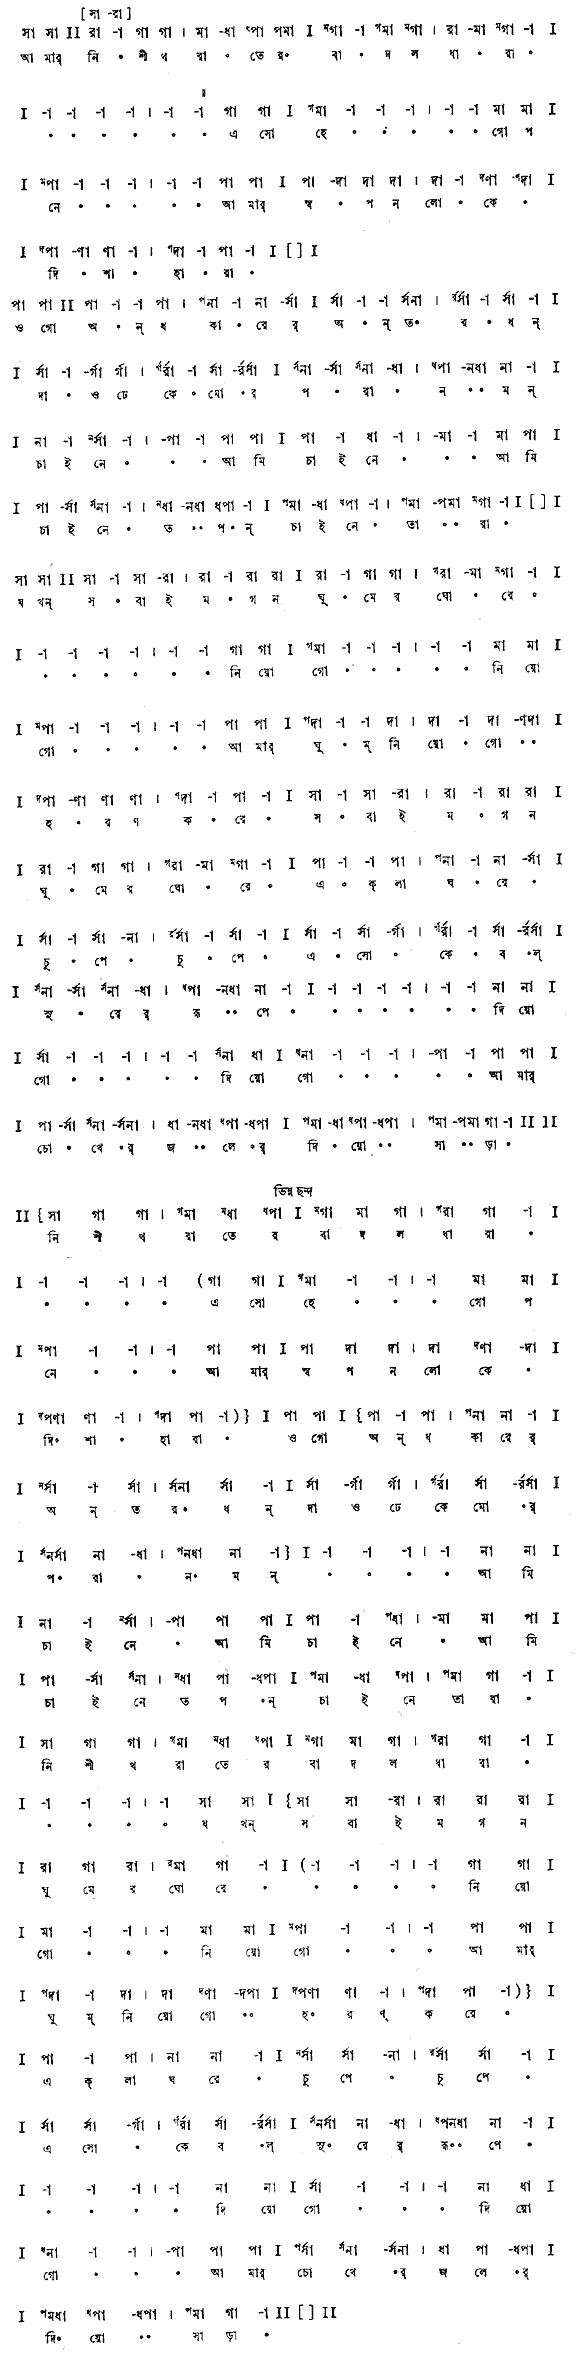 [সা -রা]
সা সা II রা -া গা গা । মা -ধা ধপা পমা I মগা -া গমা মগা । রা -মা মগা -া I
আ মার্ নি • শী থ রা • তে র॰ বা • দ ল ধা • রা •
I -া -া -া -া । -া -া গা গা I গমা -া -া -া । -া -া মা মা I
• • • • • • এ সো হে • • • • • গো প
I মপা -া -া -া । -া -া পা পা I পা -দা দা দা । দা -া দণা -দা I
নে • • • • • আ মার্ স্ব • প ন লো • কে •
I দপা -ণা ণা -া । পদা -া পা -া I [] I
দি • শা • হা • রা •
পা পা II পা -া -া পা । পনা -া না -র্সা I র্সা -া -া র্সনা । র্রর্সা -া র্সা -া I
ও গো অ • ন্ ধ কা • রে র্ অ • ন্ ত॰ র • ধ ন্
I র্সা -া -র্গা র্গা । র্গর্রা -া র্সা -র্রর্সা I র্সনা -র্সা র্সনা -ধা । ধপা -নধা না -া I
দা • ও ঢে কে • মো ॰র্ প • রা • ন •• ম ন্
I না -া নর্সা -া । -পা -া পা পা I পা -া ধা -া । -মা -া মা পা I
চা ই নে • • • আ মি চা ই নে • • • আ মি
I পা -র্সা র্সনা -া । নধা -নধা ধপা -া I পমা -ধা ধপা -া । পমা -পমা মগা -া I [] I
চা ই নে • ত •• প ন্ চা ই নে • তা •• রা •
সা সা II সা -া সা -রা । রা -া রা রা I রা -া গা গা । গরা -মা মগা -া I
য খন্ স • বা ই ম • গ ন ঘু • মে র ঘো • রে •
I -া -া -া -া । -া -া গা গা I গমা -া -া -া । -া -া মা মা I
• • • • • • নি য়ো গো • • • • • নি য়ো
I মপা -া -া -া । -া -া পা পা I পদা -া -া দা । দা -া দা -ণদা I
গো • • • • • আ মার্ ঘু • ম্ নি য়ো • গো ••
I দপা -ণা ণা ণা । পদা -া পা -া I সা -া সা -রা । রা -া রা রা I
হ • র ণ ক • রে • স • বা ই ম • গ ন
I রা -া গা গা । গরা -মা মগা -া I পা -া -া পা । পনা -া না -র্সা I
ঘু • মে র ঘো • রে • এ • ক্ লা ঘ • রে •
I র্সা -া র্সা -না । র্রর্সা -া র্সা -া I র্সা -া র্সা -র্গা । র্গর্রা -া র্সা -র্রর্সা I
চু • পে • চু • পে • এ • সো • কে • ব ॰ল্
I র্সনা -র্সা র্সনা -ধা । ধপা -নধা না -া I -া -া -া -া । -া -া না না I
সু • রে র্ রূ •• পে • • • • • • • দি য়ো
I র্সা -া -া -া । -া -া র্সনা ধা I ধনা -া -া -া । -পা -া পা পা I
গো • • • • • দি য়ো গো • • • • • আ মার্
I পা -র্সা র্সনা -র্সনা । ধা -নধা ধপা -ধপা I পমা -ধা ধপা -ধপা । পমা -পমা গা -া II II
চো • খে ॰র্ জ •• লে ॰র্ দি • য়ো •• সা •• ড়া •
ভিন্ন ছন্দ
II {সা গা গা । গমা মধা ধপা I মগা মা গা । গরা গা -া I
নি শী থ রা তে র বা দ ল ধা রা •
I -া -া -া । -া (গা গা I গমা -া -া । -া মা মা I
• • • • এ সো হে • • • গো প
I মপা -া -া । -া পা পা I পা দা দা । দা দণা -দা I
নে • • • আ মার্ স্ব প ন লো কে •
I দপণা ণা -া । পদা পা -া)} I পা পা I {পা -া পা । পনা না -া I
দি॰ শা • হা রা • ও গো অ ন্ ধ কা রে র্
I নর্সা -া র্সা । র্সনা র্সা -া I র্সা -র্গা র্গা । র্গর্রা র্সা -র্রর্সা I
অ ন্ ত র॰ ধ ন্ দা ও ঢে কে মো ॰র্
I র্সনর্সা না -ধা । পনধা না -া} I -া -া -া । -া না না I
প॰ রা • ন॰ ম ন্ • • • • আ মি
I না -া নর্সা । -পা পা পা I পা -া পধা । -মা মা পা I
চা ই নে • আ মি চা ই নে • আ মি
I পা -র্সা র্সনা । নধা পা -ধপা I পমা -ধা ধপা । পমা গা -া I
চা ই নে ত প ॰ন্ চা ই নে তা রা •
I সা গা গা । গমা মধা ধপা I মগা মা গা । গরা গা -া I
নি শী থ রা তে র বা দ ল ধা রা •
I -া -া -া । -া সা সা I {সা সা -রা । রা রা রা I
• • • • য খন্ স বা ই ম গ ন
I রা গা রা । রমা গা -া I (-া -া -া । -া গা গা I
ঘু মে র ঘো রে • • • • • নি য়ো
I মা -া -া । -া মা মা I মপা -া -া । -া পা পা I
গো • • • নি য়ো গো • • • আ মার্
I পদা -া দা । দা দণা -দপা I দপণা ণা -া । পদা পা -া)} I
ঘু ম্ নি য়ো গো •• হ॰ র ণ্ ক রে •
I পা -া পা । না না -া I নর্সা র্সা -না । র্রর্সা র্সা -া I
এ ক্ লা ঘ রে • চু পে • চু পে •
I র্সা র্সা -র্গা । র্গর্রা র্সা -র্রর্সা I র্সনর্সা না -ধা । ধপনধা না -া I
এ সো • কে ব ॰ল্ সু॰ রে র্ রূ•• পে •
I -া -া -া । -া না না I র্সা -া -া । -া না ধা I
• • • • দি য়ো গো • • • দি য়ো
I ধনা -া -া । -পা পা পা I পর্সা র্সনা -র্সনা । ধা পা -ধপা I
গো • • • আ মার্ চো খে ॰র্ জ লে ॰র্
I পমধা ধপা -ধপা । পমা গা -া II [] II
দি॰ য়ো •• সা ড়া •